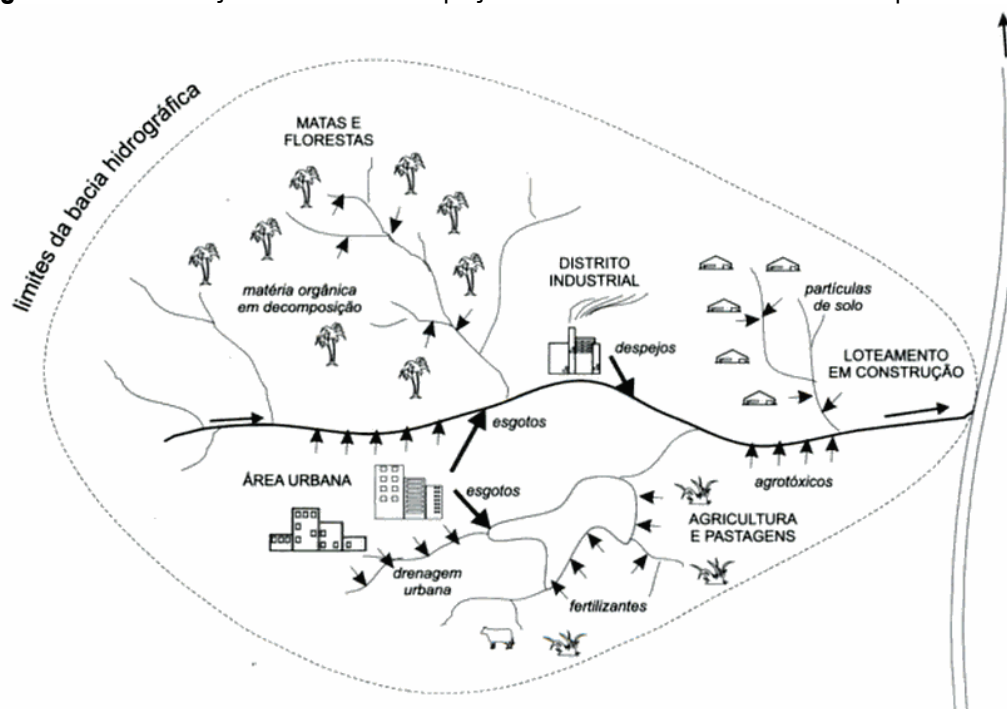 limites da bacia hidrográfica
MATAS E
FLORESTAS
matéria orgânica
em decomposição
DISTRITO
INDUSTRIAL
despejos
partículas
de solo
LOTEAMENTO
EM CONSTRUÇÃO
esgotos
ÁREA URBANA
esgotos
agrotóxicos
AGRICULTURA
E PASTAGENS
drenagem
urbana
fertilizantes